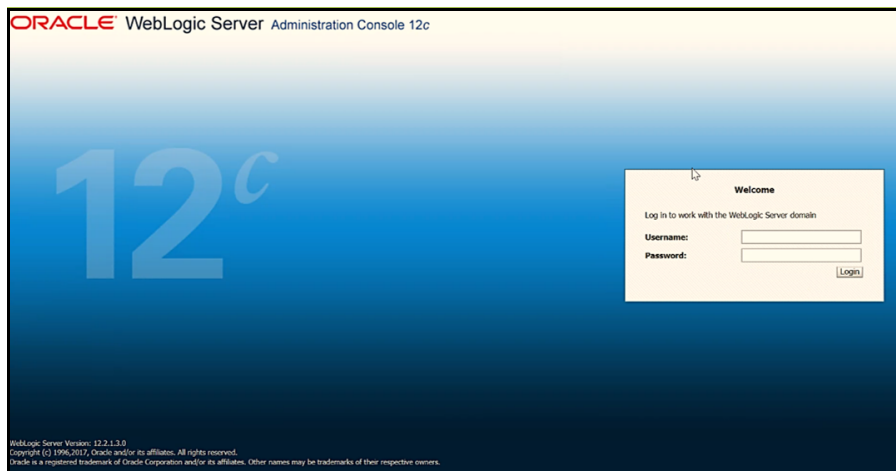 ORACLE WebLogic Server Administration Console 12c
12c
Welcome
Log in to work with the WebLogic Server domain
Username:
Password:
Login
WebLogic Server Version: 12.2.1.3.0
Copyright (c) 1996,2017, Oracle and/or its affiliates. All rights reserved.
Oracle is a registered trademark of Oracle Corporation and/or its affiliates. Other names may be trademarks of their respective owners.